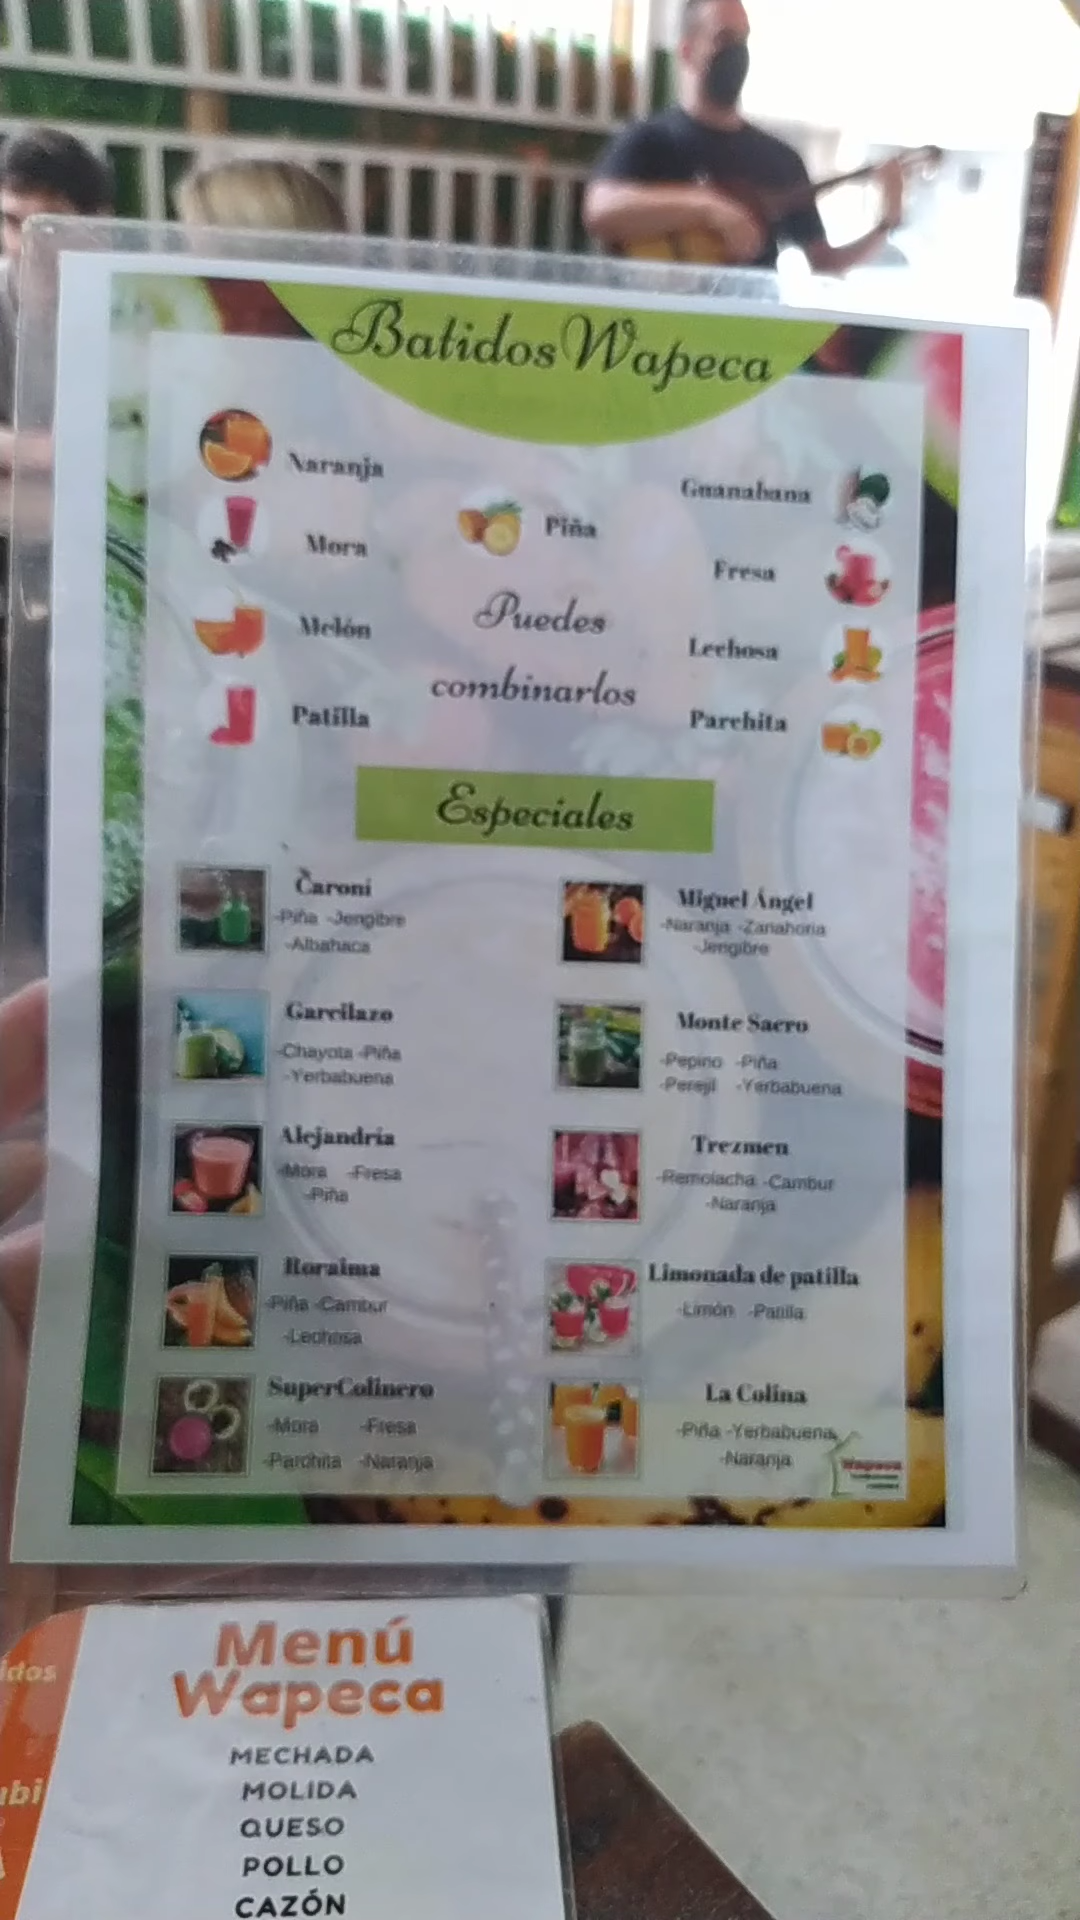 Batidos Wapeca
Naranja
Mora
Melón
Patilla
Piña
Puedes
combinarlos
Guanabana
Fresa
Lechosa
Parchita
Especiales
Caroni
-Piña -Jengibre
-Albahaca
Garcilazo
-Chayota -Piña
-Yerbabuena
Alejandría
-Mora -Fresa
-Piña
Roraima
-Piña -Cambur
-Lechosa
SuperColinero
-Mora -Fresa
-Parchita -Naranja
Miguel Ángel
-Naranja -Zanahoria
-Jengibre
Monte Sacro
-Pepino -Piña
-Perejil -Yerbabuena
Trezmen
-Remolacha -Cambur
-Naranja
Limonada de patilla
-Limón -Patilla
La Colina
-Piña -Yerbabuena
-Naranja
Wapeca
Menú
Wapeca
MECHADA
MOLIDA
QUESO
POLLO
CAZÓN